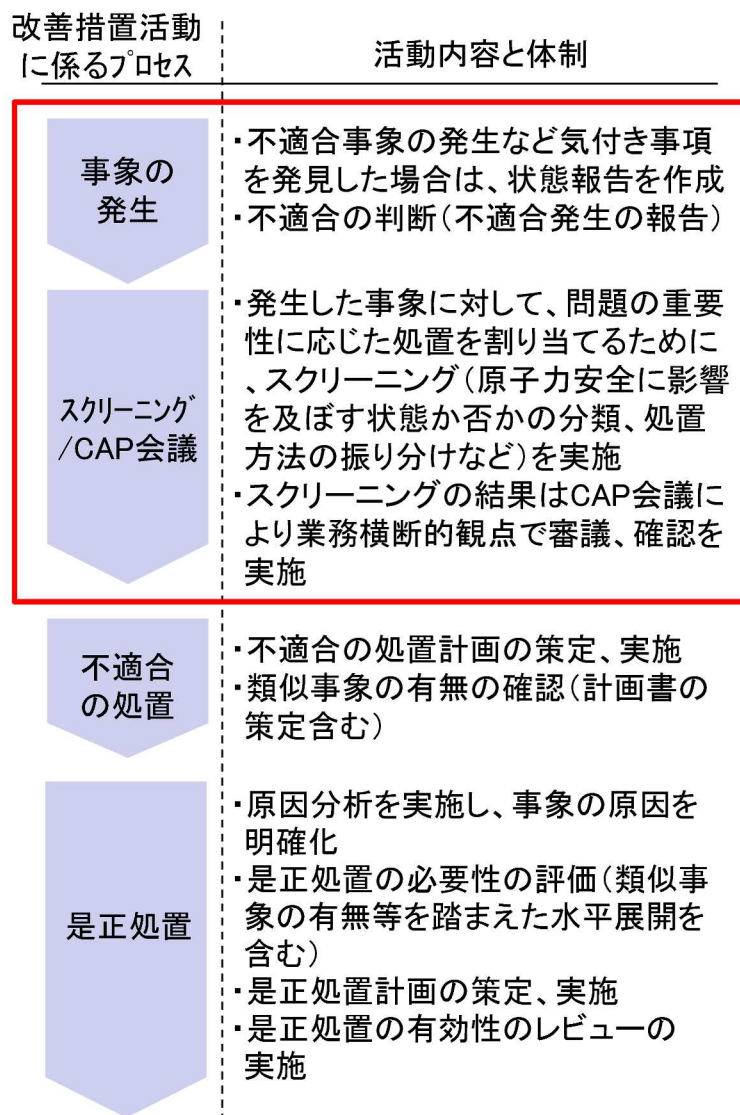 改善措置活動
に係るプロセス
活動内容と体制
事象の
発生
・不適合事象の発生など気付き事項
を発見した場合は、状態報告を作成
・不適合の判断(不適合発生の報告)
スクリーニング
/CAP会議
・発生した事象に対して、問題の重要
性に応じた処置を割り当てるために
、スクリーニング(原子力安全に影響
を及ぼす状態か否かの分類、処置
方法の振り分けなど)を実施
・スクリーニングの結果はCAP会議に
より業務横断的観点で審議、確認を
実施
不適合
の処置
・不適合の処置計画の策定、実施
・類似事象の有無の確認(計画書の
策定含む)
是正処置
・原因分析を実施し、事象の原因を
明確化
・是正処置の必要性の評価(類似事
象の有無等を踏まえた水平展開を
含む)
・是正処置計画の策定、実施
・是正処置の有効性のレビューの
実施